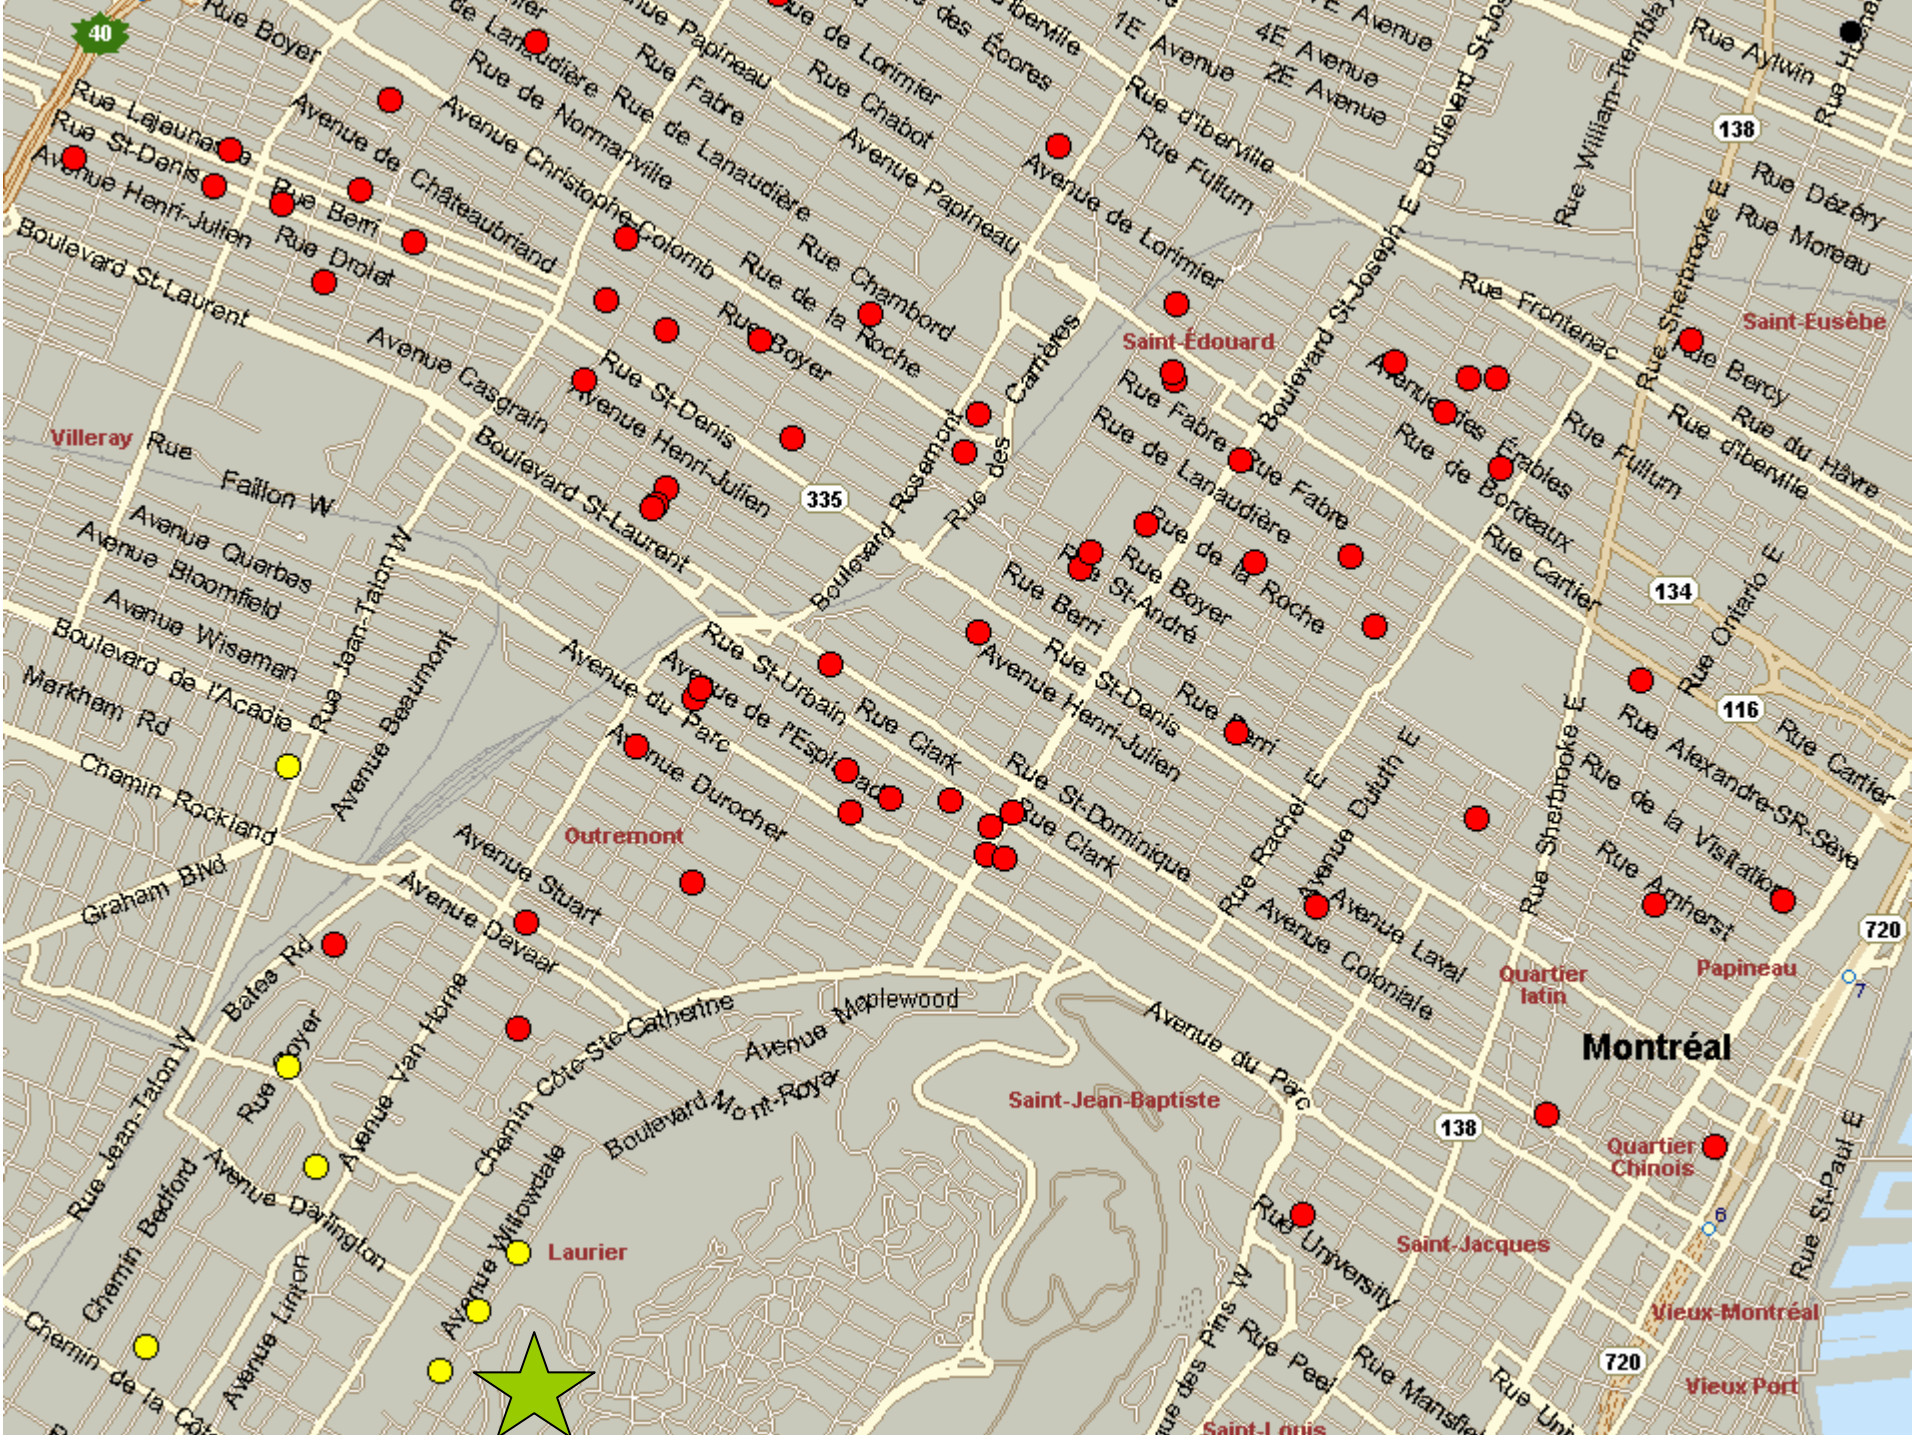 40
Rue Boyer
Rue Fabre
Rue Chabot
Rue de Lorimier
des Écores
d'Iberville
1E Avenue
4E Avenue
2E Avenue
Avenue
Boulevard St-Jos
Rue William-Tremblay
Rue Aylwin
138
Rue Lajeunesse
Rue St-Denis
Avenue Henri-Julien
Rue Berri
Rue Drolet
Avenue de Châteaubriand
de Lanaudière
Rue de Normanville
Rue de Lanaudière
Avenue Christophe-Colomb
Avenue Papineau
Avenue Papineau
Avenue de Lorimier
Rue Fullum
Rue d'Iberville
Rue Dézéry
Rue Moreau
Boulevard St-Laurent
Avenue Casgrain
Rue Chambord
Rue de la Roche
Rue Boyer
Rue St-Denis
Avenue Henri-Julien
Boulevard Rosemont
Rue des Carrières
Saint-Édouard
Boulevard St-Joseph E
Rue Frontenac
Rue Sherbrooke E
Saint-Eusèbe
Rue Bercy
Rue du Hâvre
Rue d'Iberville
Rue Fullum
Avenue des Érables
Rue de Bordeaux
Rue Fabre
Rue Fabre
Rue de Lanaudière
Villeray
Rue Faillon W
Avenue Querbes
Avenue Bloomfield
Avenue Wiseman
Boulevard de l'Acadie
Markham Rd
Rue Jean-Talon W
Avenue Beaumont
Boulevard St-Laurent
335
Rue de la Roche
Rue Boyer
Rue St-André
Rue Berri
Rue Cartier
134
Rue Ontario E
116
Rue Cartier
Rue Alexandre-SR-Sève
Rue de la Visitation
Rue Amherst
Avenue du Parc
Rue St-Urbain
Avenue de l'Esplanade
Rue Clark
Avenue Henri-Julien
Rue St-Denis
Rue Berri
Avenue Durocher
Rue St-Dominique
Rue Clark
Rue Rachel E
Avenue Duluth E
Rue Sherbrooke E
Avenue Laval
Avenue Coloniale
Chemin Rockland
Graham Blvd
Outremont
Avenue Stuart
Avenue Davaar
Bates Rd
Avenue Van Horne
Chemin Côte-Ste-Catherine
Avenue Maplewood
Boulevard Mont-Royal
Quartier
latin
Papineau
720
7
Montréal
Avenue du Parc
Saint-Jean-Baptiste
138
Quartier
Chinois
Rue St-Paul E
6
Rue Jean-Talon W
Rue Boyer
Avenue Darlington
Chemin Bedford
Avenue Linton
Avenue Willowdale
Laurier
Chemin de la Côte
Rue University
Saint-Jacques
Vieux-Montréal
720
Vieux Port
des Pins W
Rue Peel
Rue Mansfiel
Rue Uni
Saint-Louis